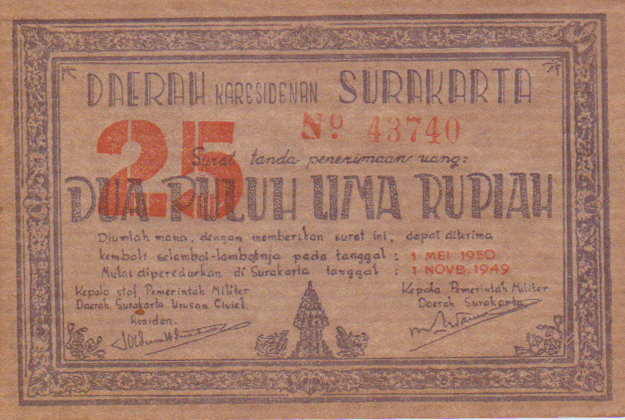 DAERAH KARESIDENAN SURAKARTA
25
Nº 43740
Surat tanda penerimaan uang:
DUA PULUH LIMA RUPIAH
Djumlah mana, dengan memberikan surat ini, dapat diterima
kembali selambat-lambatnja pada tanggal : 1 MEI 1950
Mulai diperedarkan di Surakarta tanggal : 1 NOVB. 1949
Kepala staf Pemerintah Militer
Daerah Surakarta Urusan Civiel.
Residen.
Kepala Pemerintah Militer
Daerah Surakarta